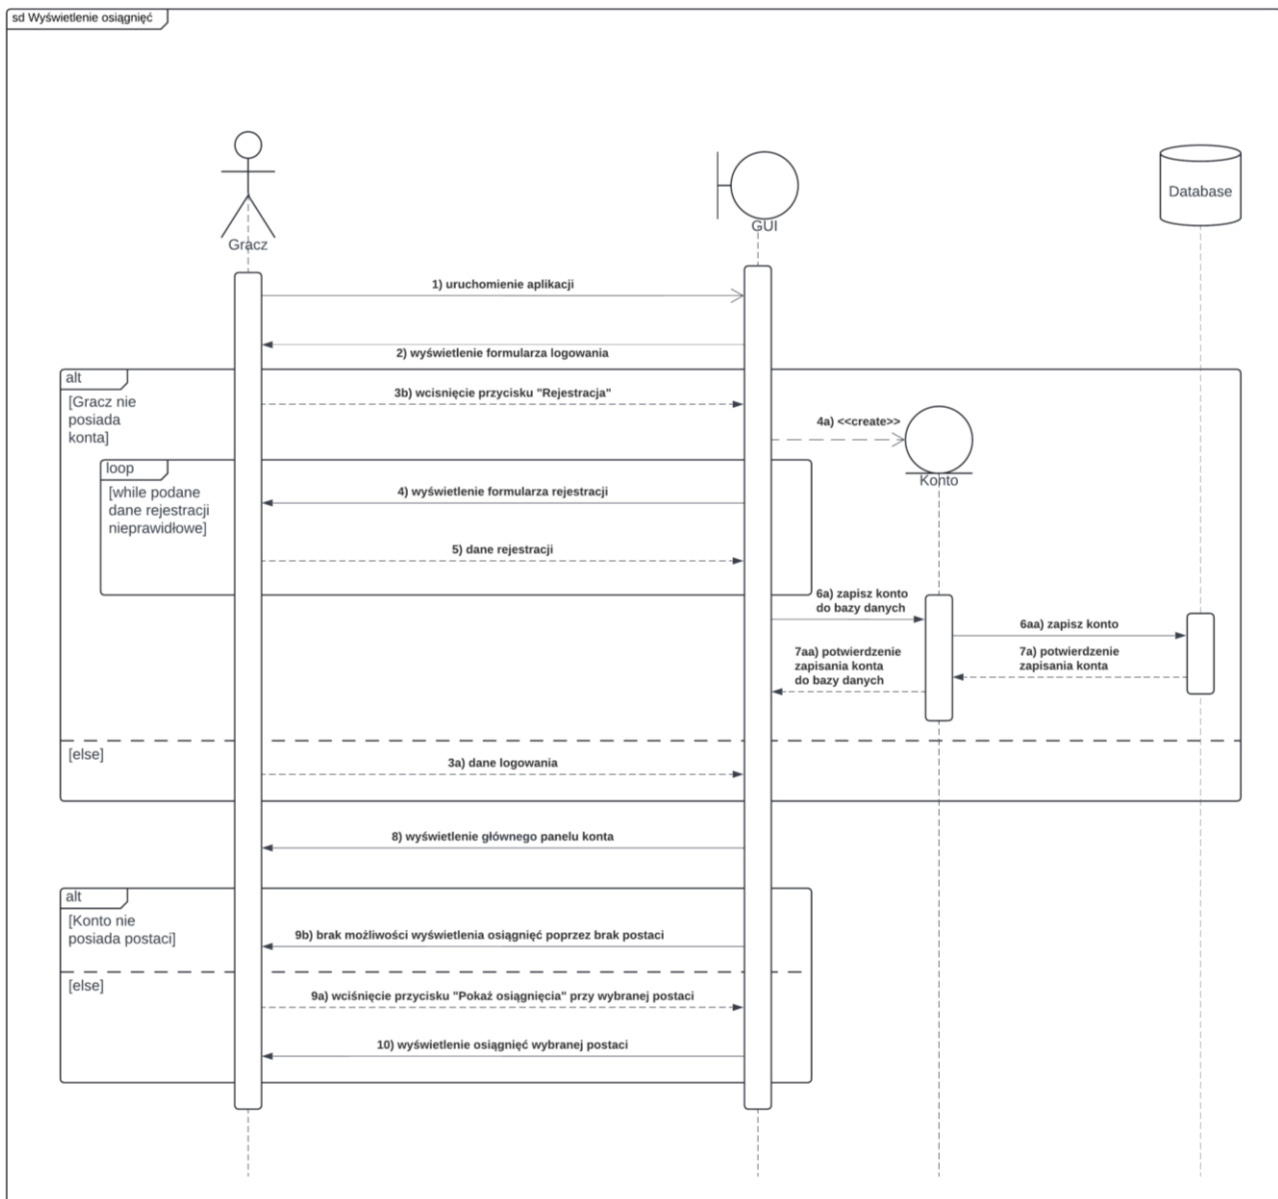 sd Wyświetlenie osiągnięć
Gracz
GUI
Database
1) uruchomienie aplikacji
2) wyświetlenie formularza logowania
alt
[Gracz nie
posiada
konta]
3b) wcisnięcie przycisku "Rejestracja"
4a) <<create>>
Konto
loop
[while podane
dane rejestracji
nieprawidłowe]
4) wyświetlenie formularza rejestracji
5) dane rejestracji
6a) zapisz konto
do bazy danych
6aa) zapisz konto
7aa) potwierdzenie
zapisania konta
do bazy danych
7a) potwierdzenie
zapisania konta
[else]
3a) dane logowania
8) wyświetlenie głównego panelu konta
alt
[Konto nie
posiada postaci]
9b) brak możliwości wyświetlenia osiągnięć poprzez brak postaci
[else]
9a) wciśnięcie przycisku "Pokaż osiągnięcia" przy wybranej postaci
10) wyświetlenie osiągnięć wybranej postaci